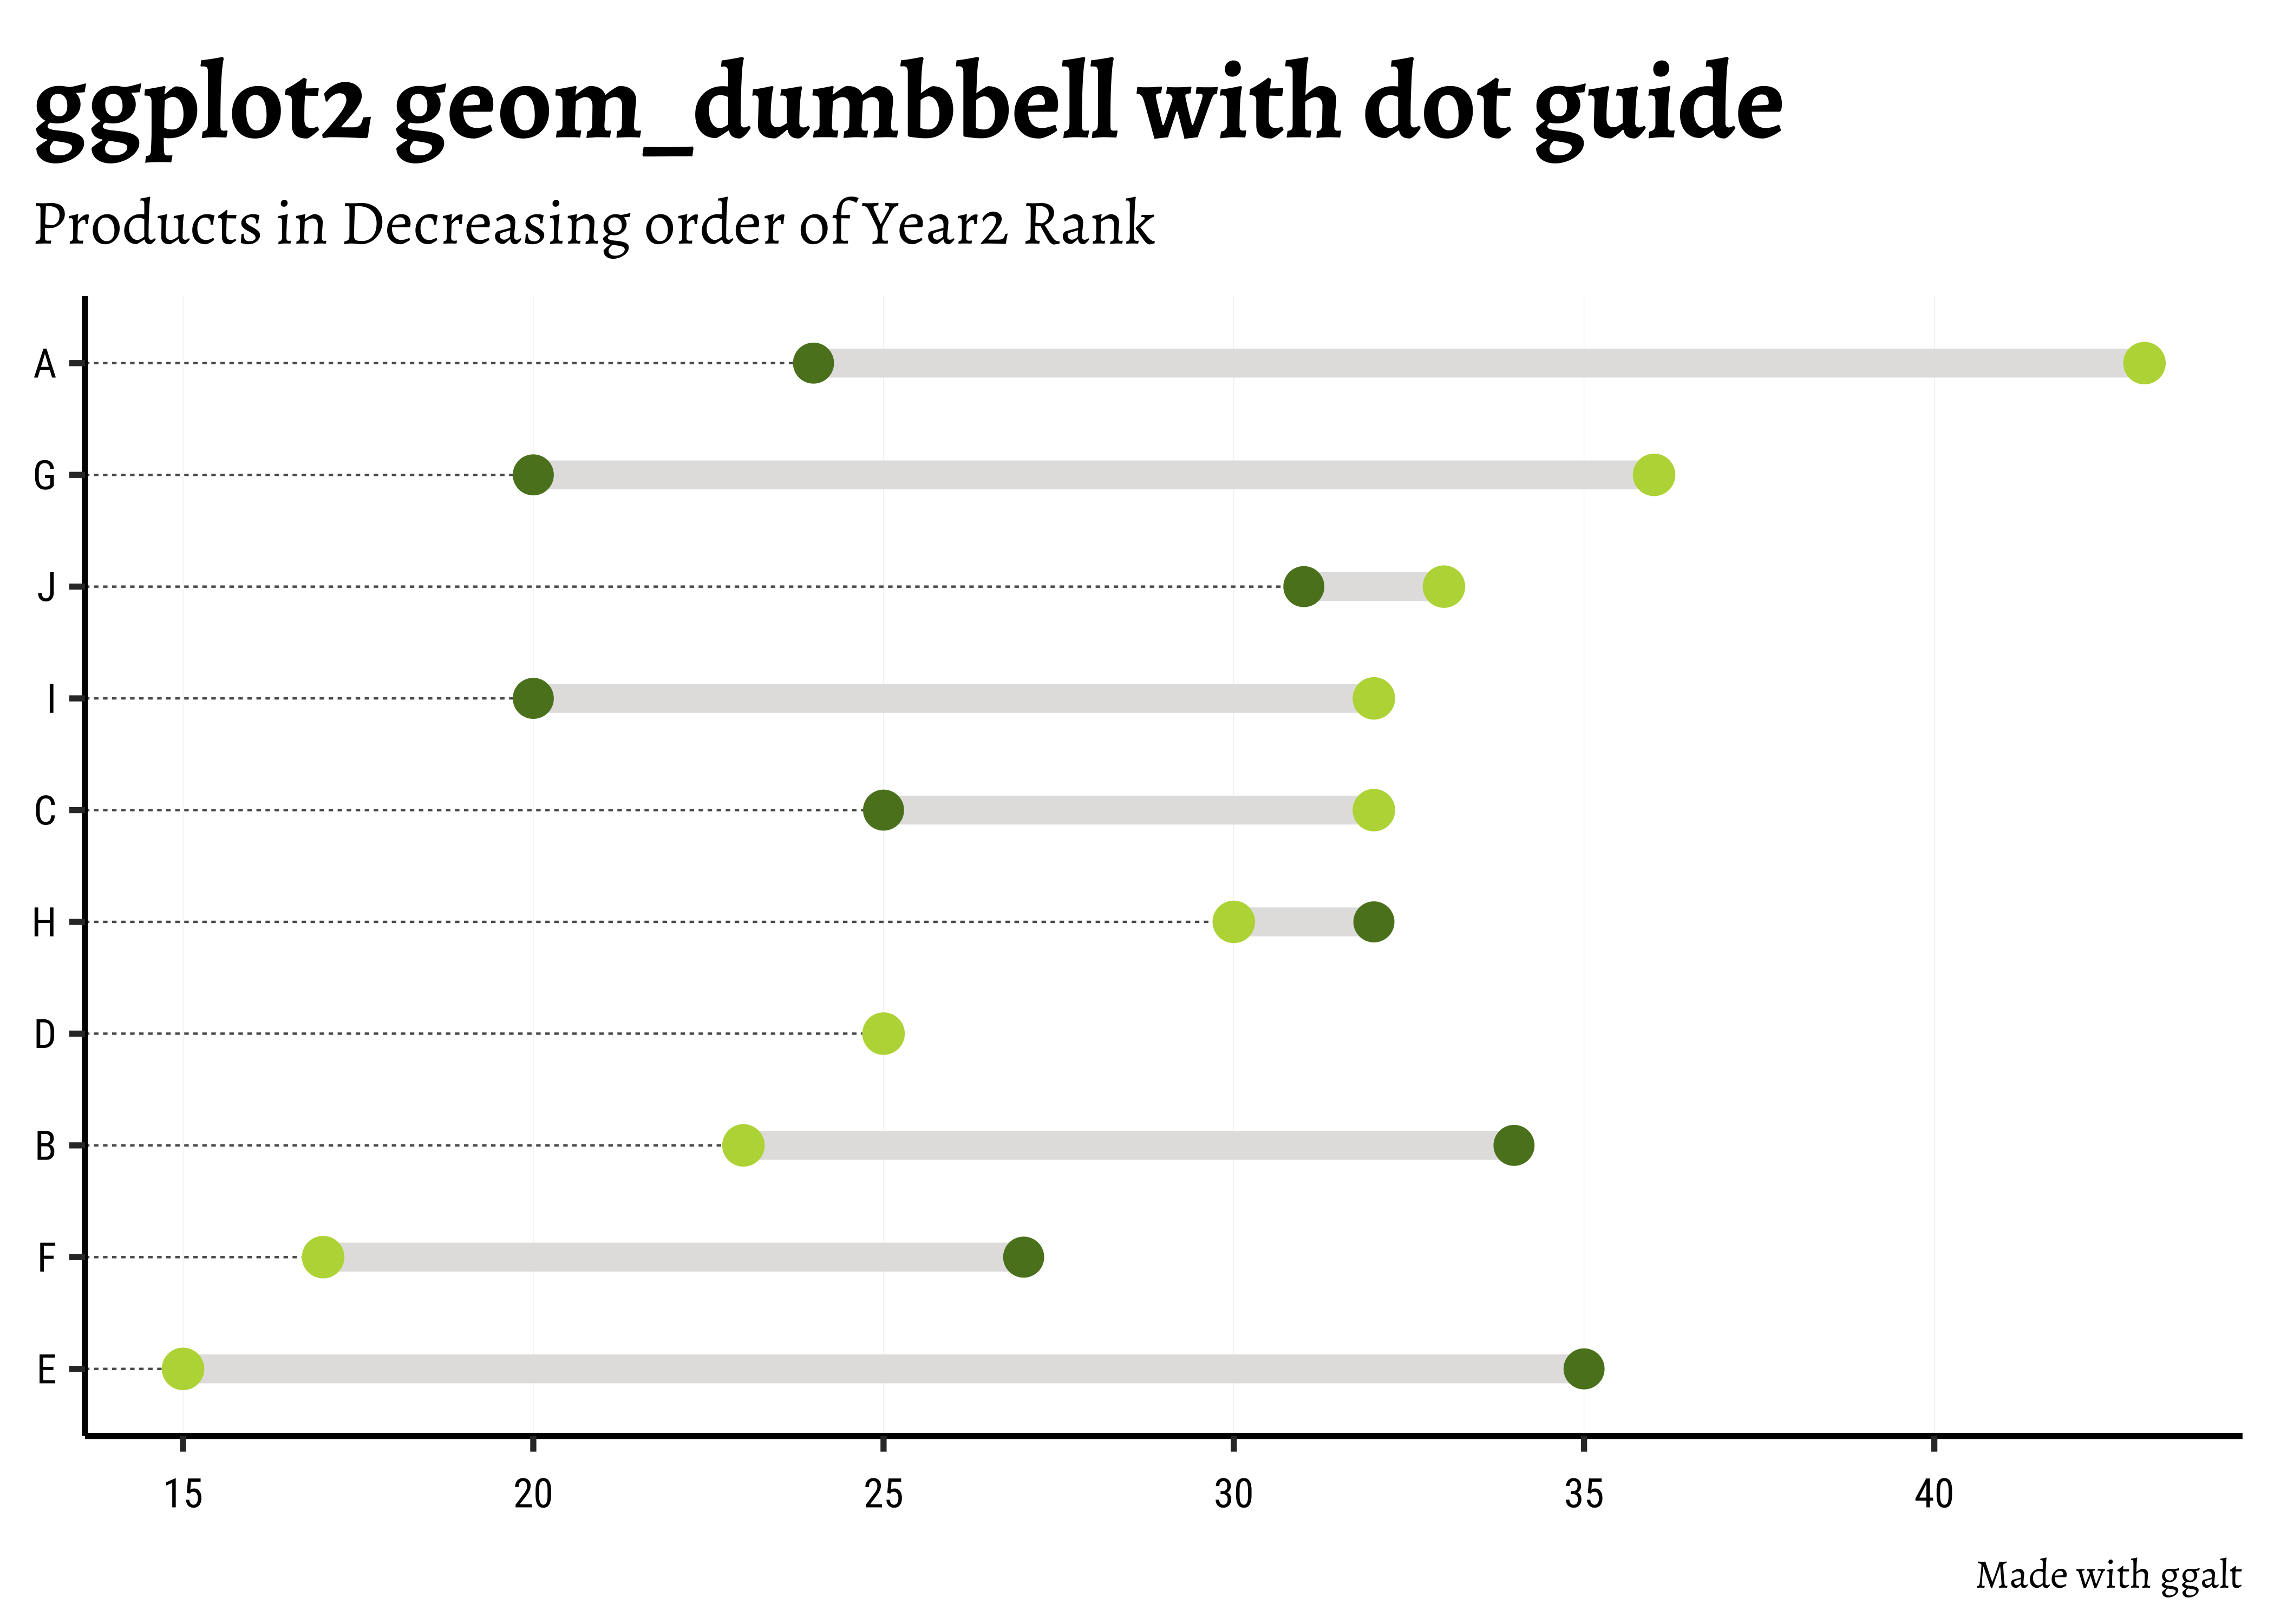 ggplot2 geom_dumbbell with dot guide
Products in Decreasing order of Year2 Rank
A
G
J
I
C
H
D
B
F
E
15 20 25 30 35 40
Made with ggalt